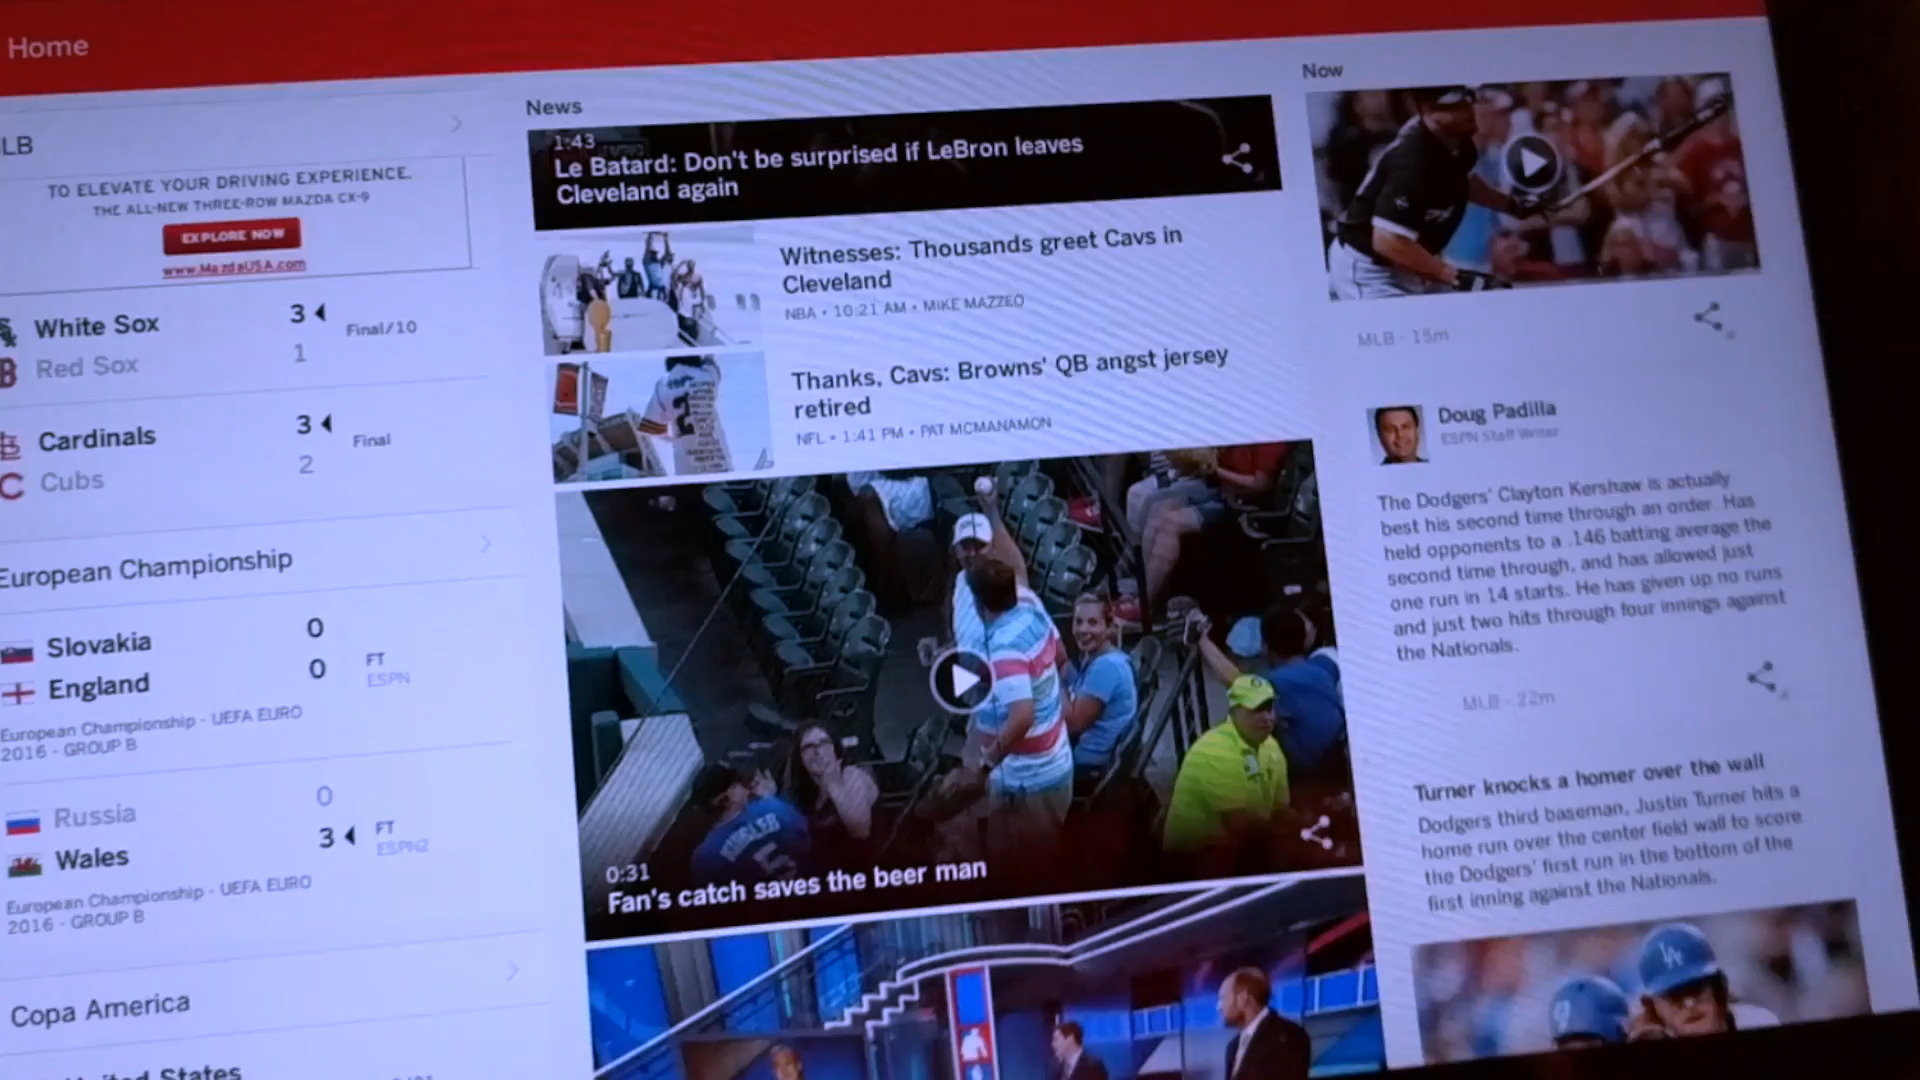 Home
LB
TO ELEVATE YOUR DRIVING EXPERIENCE.
THE ALL-NEW THREE-ROW MAZDA CX-9
EXPLORE NOW
www.MazdaUSA.com
White Sox 3
Final/10
Red Sox 1
Cardinals 3
Final
Cubs 2
European Championship
Slovakia 0
England 0
FT
ESPN
European Championship - UEFA EURO
2016 - GROUP B
Russia 0
Wales 3
FT
ESPN2
European Championship - UEFA EURO
2016 - GROUP B
Copa America
States
News
1:43
Le Batard: Don't be surprised if LeBron leaves
Cleveland again
Witnesses: Thousands greet Cavs in
Cleveland
NBA • 10:21 AM • MIKE MAZZEO
Thanks, Cavs: Browns' QB angst jersey
retired
NFL • 1:41 PM • PAT MCMANAMON
KINSLER
5
0:31
Fan's catch saves the beer man
Now
MLB - 15m
Doug Padilla
ESPN Staff Writer
The Dodgers' Clayton Kershaw is actually
best his second time through an order. Has
held opponents to a .146 batting average the
second time through, and has allowed just
one run in 14 starts. He has given up no runs
and just two hits through four innings against
the Nationals.
MLB - 22m
Turner knocks a homer over the wall
Dodgers third baseman, Justin Turner hits a
home run over the center field wall to score
the Dodgers' first run in the bottom of the
first inning against the Nationals.
LA